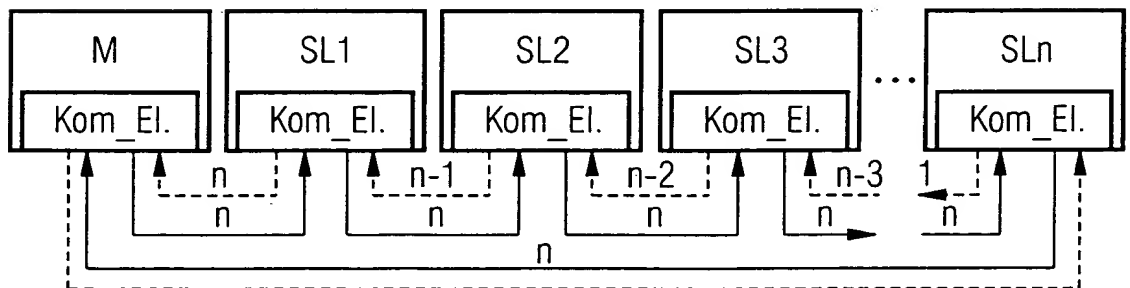 M SL1 SL2 SL3 ... SLn
Kom_El. Kom_El. Kom_El. Kom_El. Kom_El.
n n-1 n-2 n-3 1
n n n n n
n